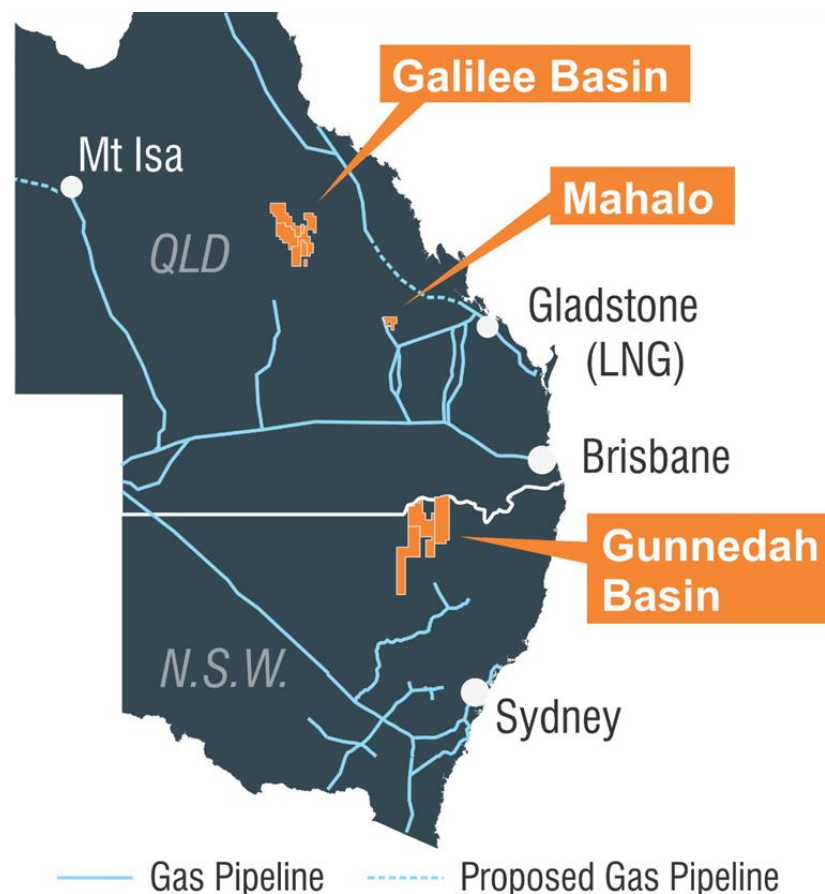 Galilee Basin
Mt Isa
Mahalo
QLD
Gladstone
(LNG)
Brisbane
Gunnedah
Basin
N.S.W.
Sydney
Gas Pipeline
Proposed Gas Pipeline